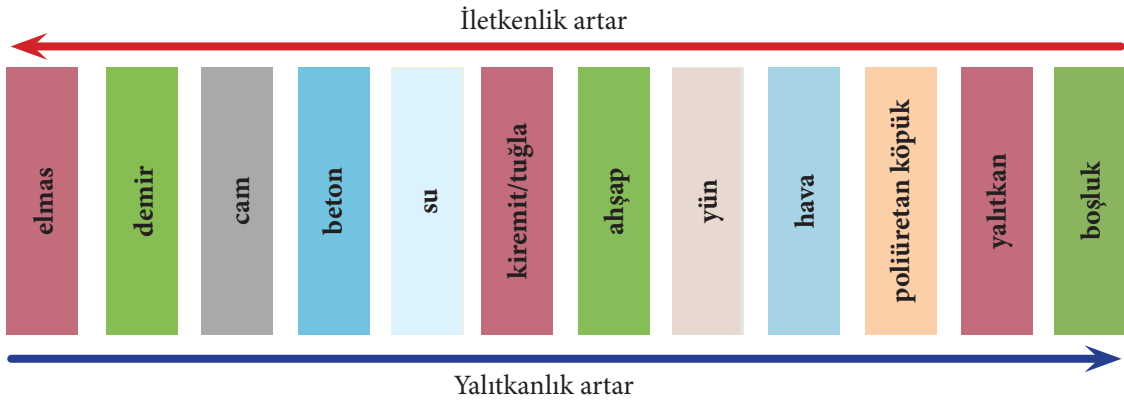 İletkenlik artar
elmas
demir
cam
beton
su
kiremit/tuğla
ahşap
yün
hava
poliüretan köpük
yalıtkan
boşluk
Yalıtkanlık artar